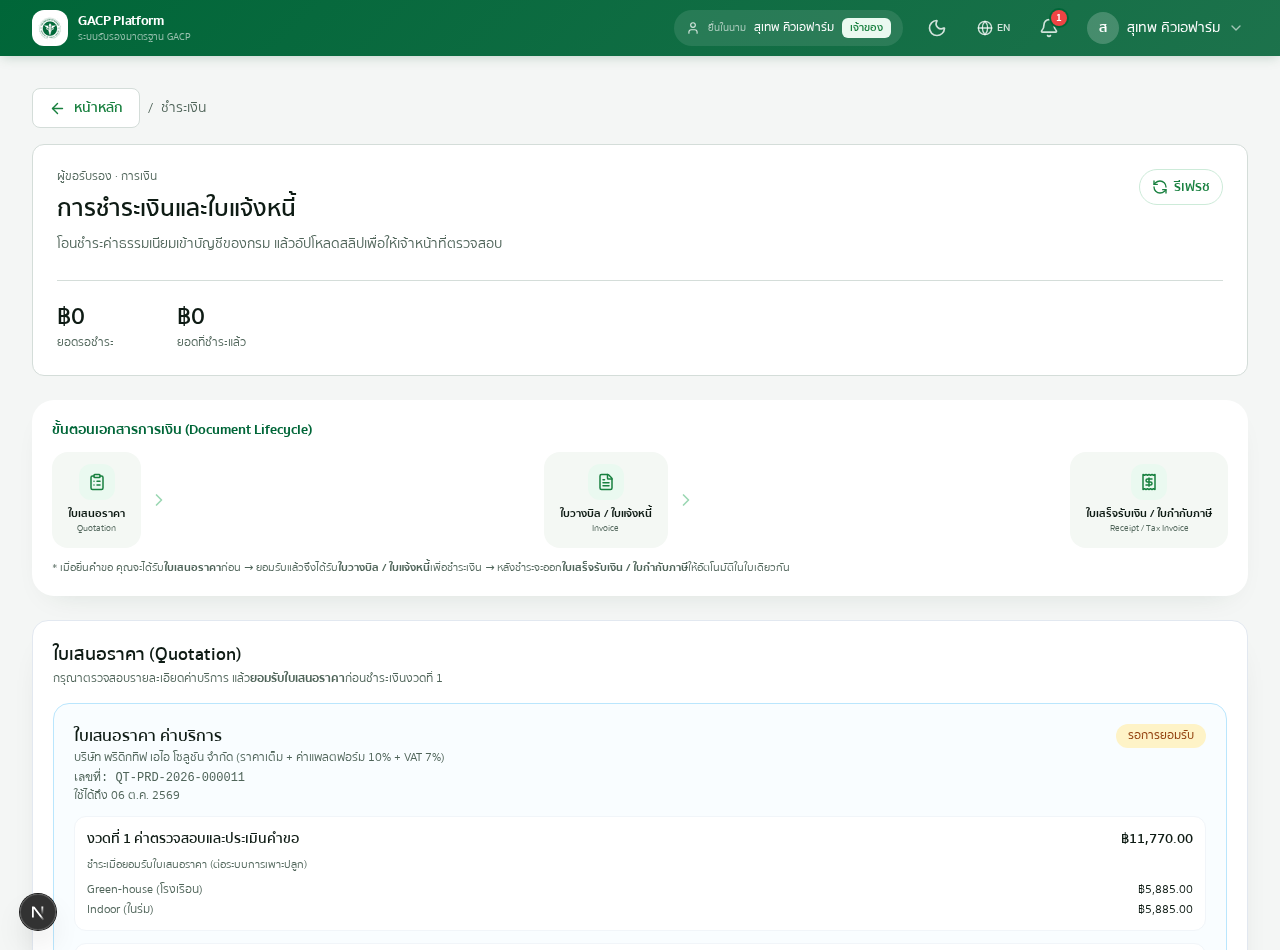 GACP Platform
ระบบรับรองมาตรฐาน GACP
ยื่นในนาม สุเทพ คิวเอฟาร์ม เจ้าของ
EN
1
ส สุเทพ คิวเอฟาร์ม
หน้าหลัก / ชำระเงิน
ผู้ขอรับรอง · การเงิน
รีเฟรช
การชำระเงินและใบแจ้งหนี้
โอนชำระค่าธรรมเนียมเข้าบัญชีของกรม แล้วอัปโหลดสลิปเพื่อให้เจ้าหน้าที่ตรวจสอบ
฿0 ฿0
ยอดรอชำระ ยอดที่ชำระแล้ว
ขั้นตอนเอกสารการเงิน (Document Lifecycle)
ใบเสนอราคา ใบวางบิล / ใบแจ้งหนี้ ใบเสร็จรับเงิน / ใบกำกับภาษี
Quotation Invoice Receipt / Tax Invoice
* เมื่อยื่นคำขอ คุณจะได้รับใบเสนอราคาก่อน → ยอมรับแล้วจึงได้รับใบวางบิล / ใบแจ้งหนี้เพื่อชำระเงิน → หลังชำระจะออกใบเสร็จรับเงิน / ใบกำกับภาษีให้อัตโนมัติในใบเดียวกัน
ใบเสนอราคา (Quotation)
กรุณาตรวจสอบรายละเอียดค่าบริการ แล้วยอมรับใบเสนอราคาก่อนชำระเงินงวดที่ 1
ใบเสนอราคา ค่าบริการ รอการยอมรับ
บริษัท พรีดิกทิฟ เอไอ โซลูชัน จำกัด (ราคาเต็ม + ค่าแพลตฟอร์ม 10% + VAT 7%)
เลขที่: QT-PRD-2026-000011
ใช้ได้ถึง 06 ต.ค. 2569
งวดที่ 1 ค่าตรวจสอบและประเมินคำขอ ฿11,770.00
ชำระเมื่อยอมรับใบเสนอราคา (ต่อระบบการเพาะปลูก)
Green-house (โรงเรือน) ฿5,885.00
Indoor (ในร่ม) ฿5,885.00
N